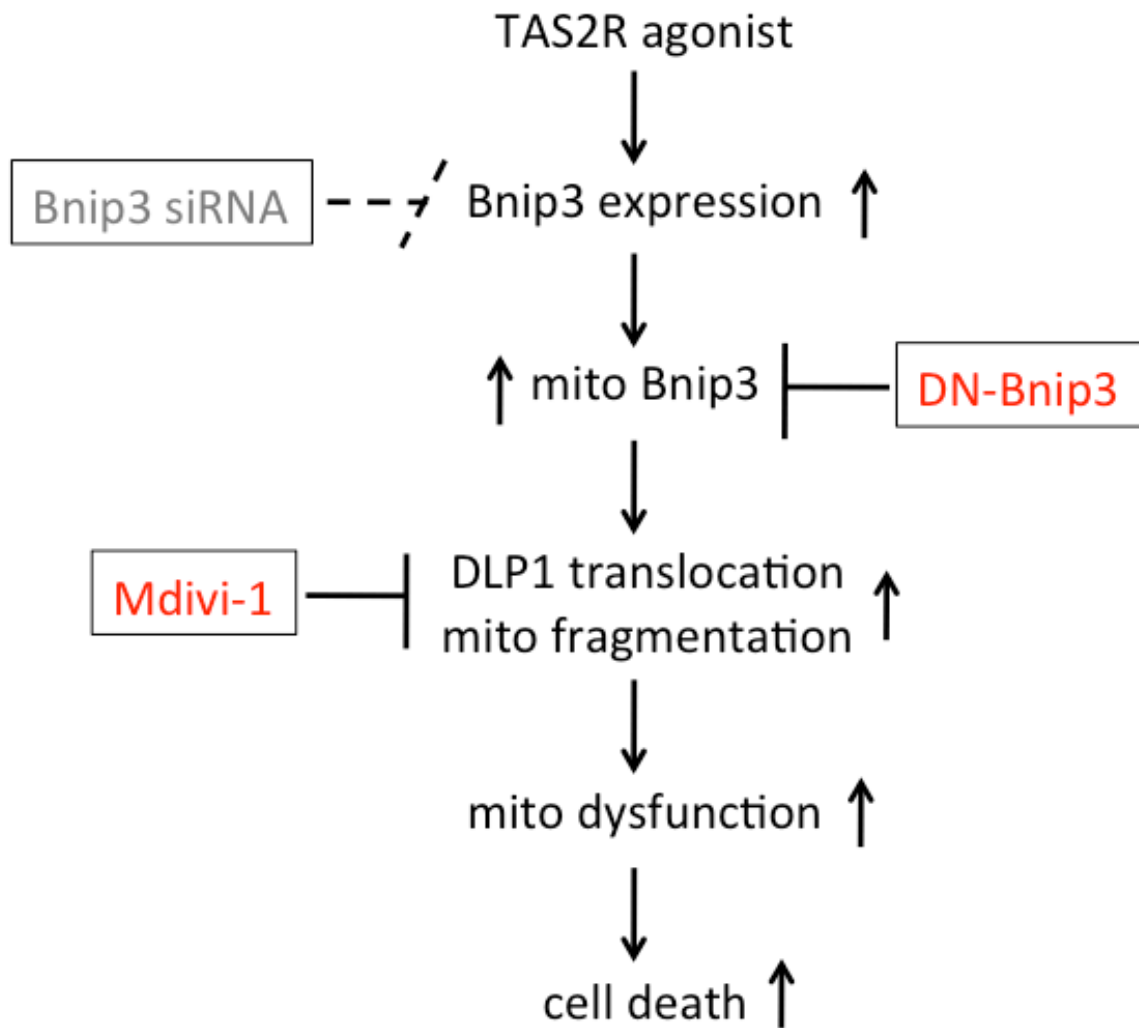 TAS2R agonist
Bnip3 siRNA
Bnip3 expression
mito Bnip3
DN-Bnip3
Mdivi-1
DLP1 translocation
mito fragmentation
mito dysfunction
cell death